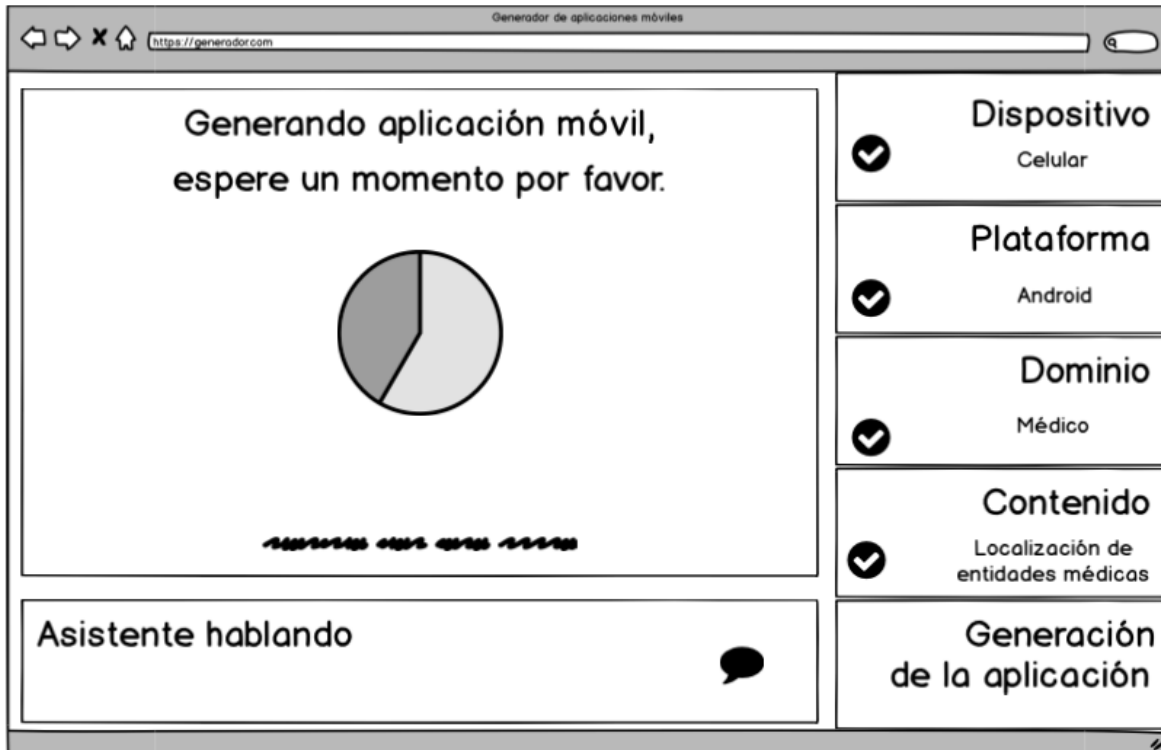 Generador de aplicaciones móviles
https://generador.com
Generando aplicación móvil,
espere un momento por favor.
Asistente hablando
Dispositivo
Celular
Plataforma
Android
Dominio
Médico
Contenido
Localización de
entidades médicas
Generación
de la aplicación